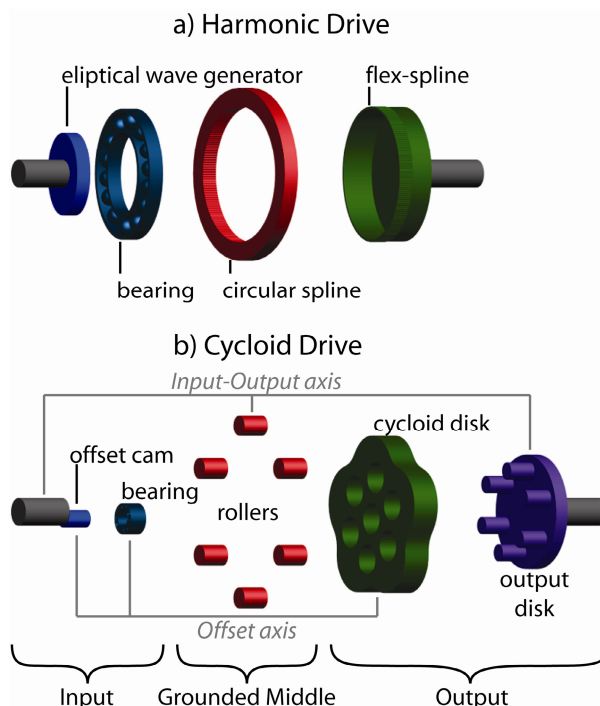 a) Harmonic Drive
eliptical wave generator
flex-spline
bearing
circular spline
b) Cycloid Drive
Input-Output axis
cycloid disk
offset cam
bearing
rollers
output
disk
Offset axis
Input
Grounded Middle
Output